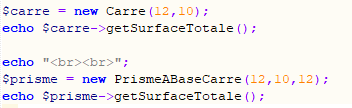 $carre = new Carre(12,10);
echo $carre->getSurfaceTotale();
echo "<br><br>";
$prisme = new PrismeABaseCarre(12,10,12);
echo $prisme->getSurfaceTotale();